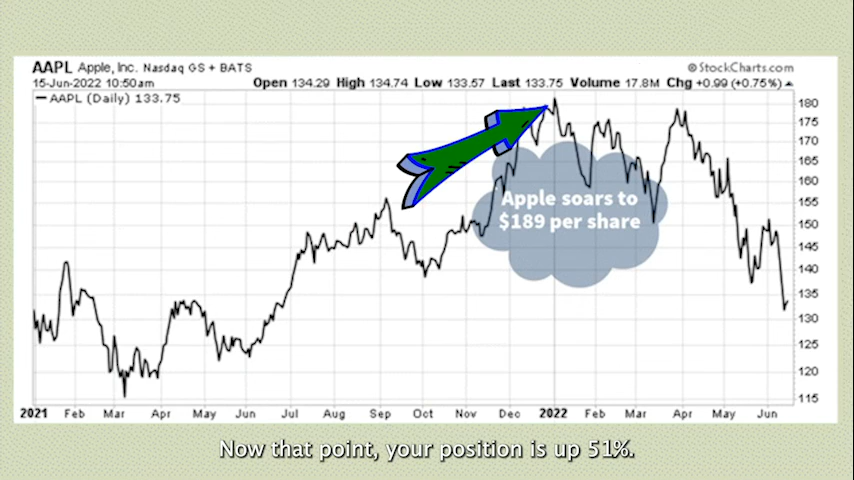 AAPL Apple, Inc. Nasdaq GS + BATS
© StockCharts.com
15-Jun-2022 10:50am
Open 134.29 High 134.74 Low 133.57 Last 133.75 Volume 17.8M Chg +0.99 (+0.75%)
AAPL (Daily) 133.75
180
175
170
165
160
155
150
145
140
135
130
125
120
115
Apple soars to
$189 per share
2021 Feb Mar Apr May Jun Jul Aug Sep Oct Nov Dec 2022 Feb Mar Apr May Jun
Now that point, your position is up 51%.